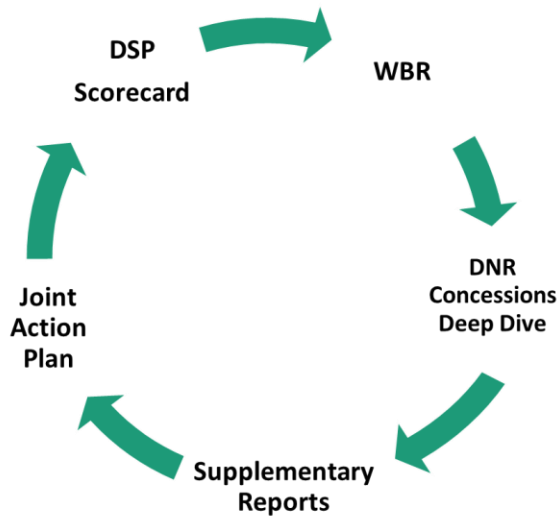 DSP
Scorecard
WBR
DNR
Concessions
Deep Dive
Supplementary
Reports
Joint
Action
Plan